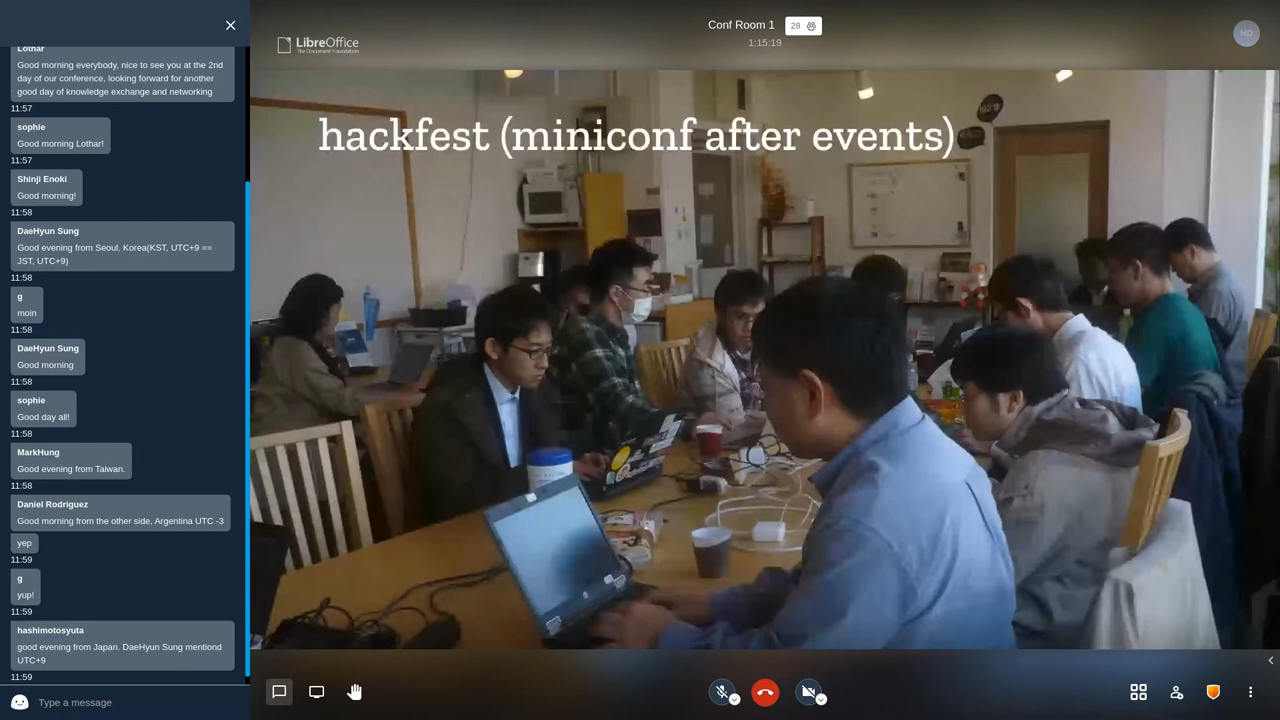 Lothar
Good morning everybody, nice to see you at the 2nd
day of our conference, looking forward for another
good day of knowledge exchange and networking
11:57
sophie
Good morning Lothar!
11:57
Shinji Enoki
Good morning!
11:58
DaeHyun Sung
Good evening from Seoul, Korea(KST, UTC+9 ==
JST, UTC+9)
11:58
g
moin
11:58
DaeHyun Sung
Good morning
11:58
sophie
Good day all!
11:58
MarkHung
Good evening from Taiwan.
11:58
Daniel Rodriguez
Good morning from the other side, Argentina UTC -3
yep
11:59
g
yup!
11:59
hashimotosyuta
good evening from Japan. DaeHyun Sung mentiond
UTC+9
11:59
Type a message
LibreOffice
The Document Foundation
Conf Room 1
28
1:15:19
HD
hackfest (miniconf after events)